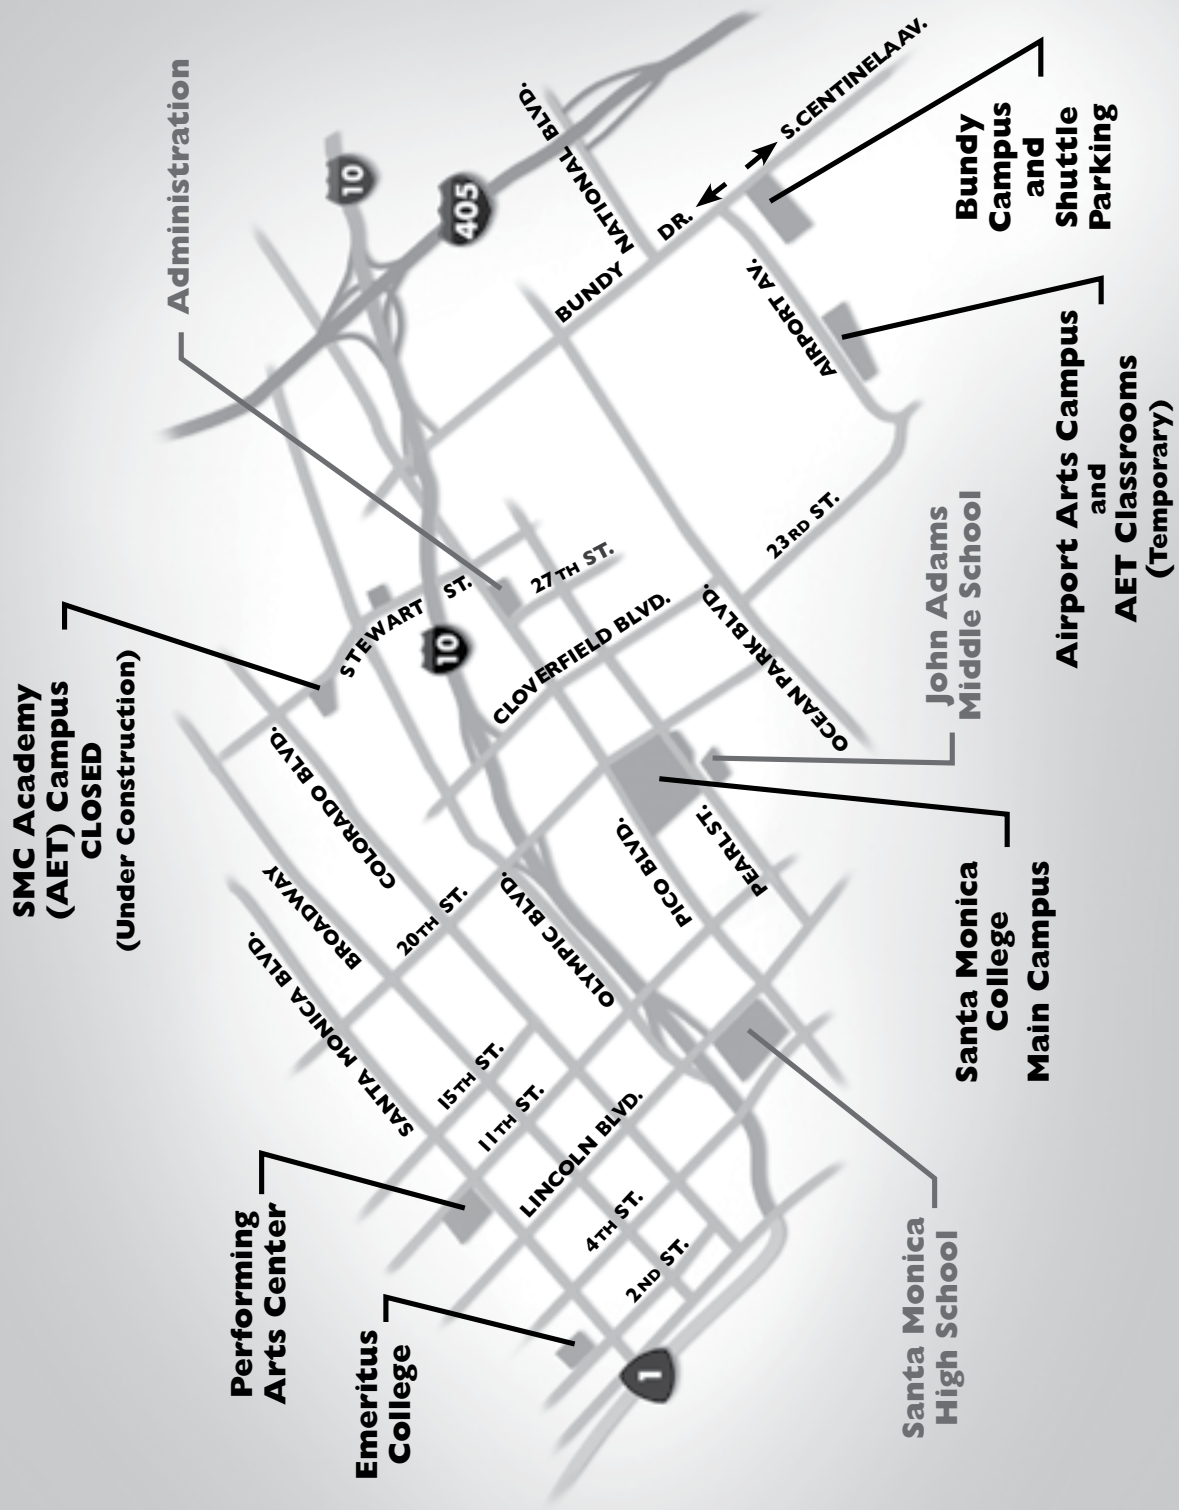 SMC Academy
(AET) Campus
CLOSED
(Under Construction)
Administration
Performing
Arts Center
Emeritus
College
Santa Monica
High School
Santa Monica
College
Main Campus
John Adams
Middle School
Airport Arts Campus
and
AET Classrooms
(Temporary)
Bundy
Campus
and
Shuttle
Parking
10
405
10
1
SANTA MONICA BLVD.
BROADWAY
COLORADO BLVD.
OLYMPIC BLVD.
PICO BLVD.
PEARL ST.
OCEAN PARK BLVD.
NATIONAL BLVD.
AIRPORT AV.
2ND ST.
4TH ST.
LINCOLN BLVD.
11TH ST.
15TH ST.
20TH ST.
CLOVERFIELD BLVD.
STEWART ST.
27TH ST.
23RD ST.
BUNDY DR.
S.CENTINELA AV.